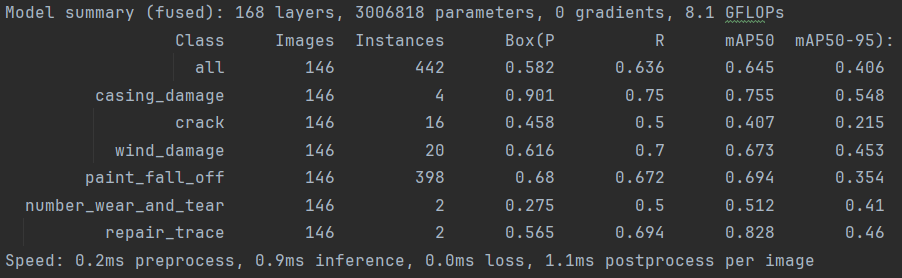 Model summary (fused): 168 layers, 3006818 parameters, 0 gradients, 8.1 GFLOPs
Class Images Instances Box(P R mAP50 mAP50-95):
all 146 442 0.582 0.636 0.645 0.406
casing_damage 146 4 0.901 0.75 0.755 0.548
crack 146 16 0.458 0.5 0.407 0.215
wind_damage 146 20 0.616 0.7 0.673 0.453
paint_fall_off 146 398 0.68 0.672 0.694 0.354
number_wear_and_tear 146 2 0.275 0.5 0.512 0.41
repair_trace 146 2 0.565 0.694 0.828 0.46
Speed: 0.2ms preprocess, 0.9ms inference, 0.0ms loss, 1.1ms postprocess per image